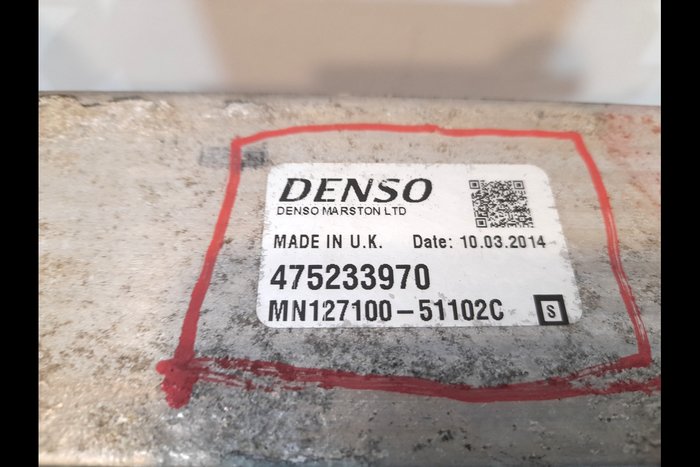 DENSO
DENSO MARSTON LTD
MADE IN U.K. Date: 10.03.2014
475233970
MN127100-51102C S